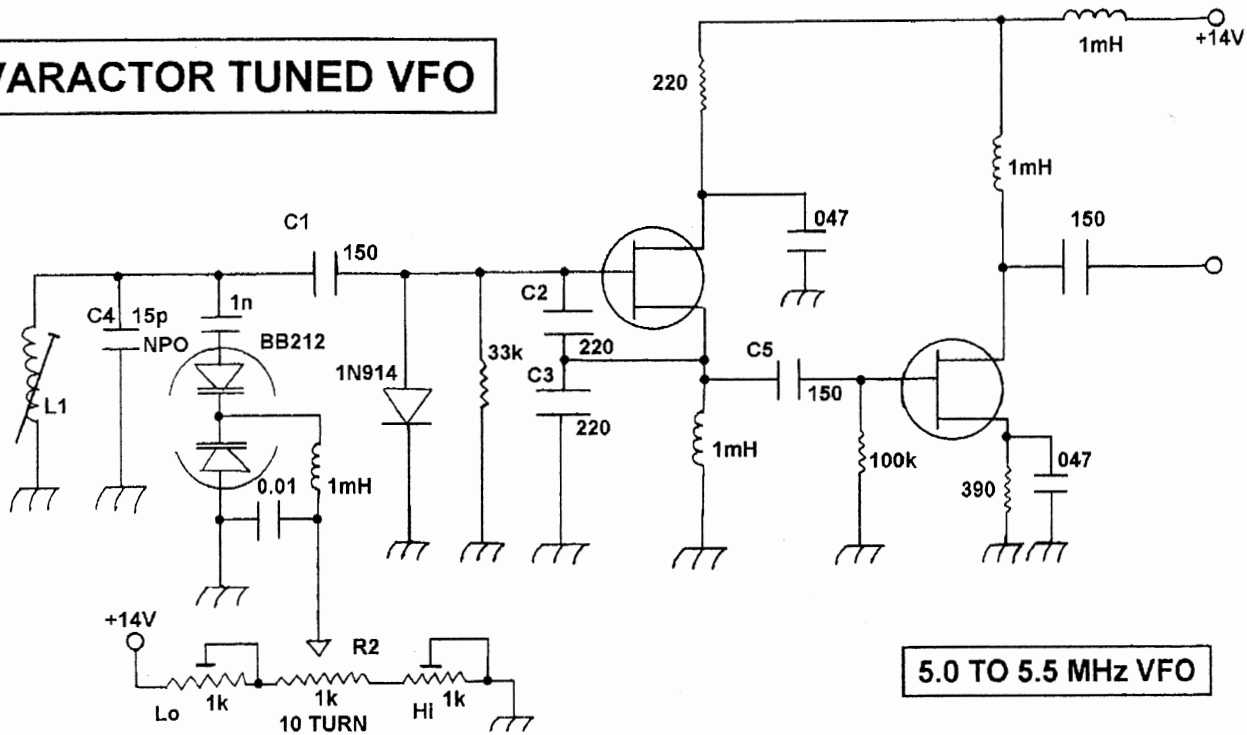 VARACTOR TUNED VFO
1mH
+14V
220
1mH
C1
150
047
150
C4
15p
NPO
1n
BB212
C2
220
C3
220
33k
1N914
C5
150
L1
1mH
0.01
1mH
100k
390
047
+14V
R2
Lo
1k
1k
10 TURN
Hi
1k
5.0 TO 5.5 MHz VFO